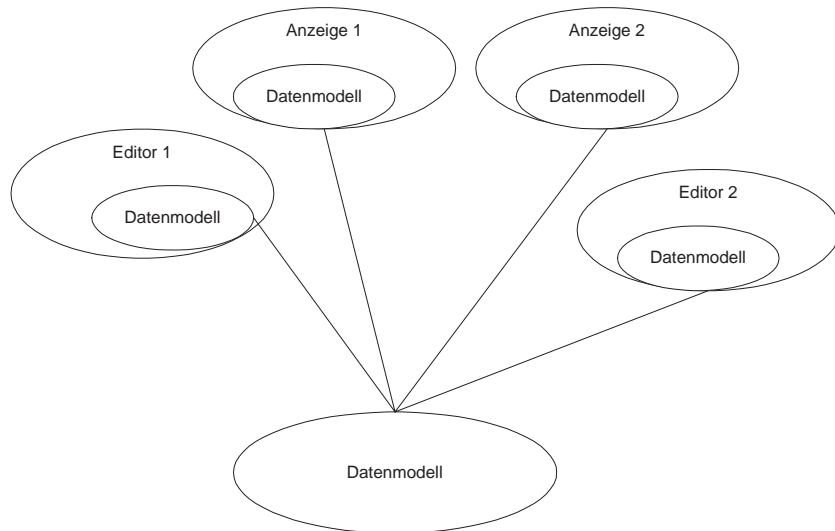 Anzeige 1
Datenmodell
Anzeige 2
Datenmodell
Editor 1
Datenmodell
Editor 2
Datenmodell
Datenmodell